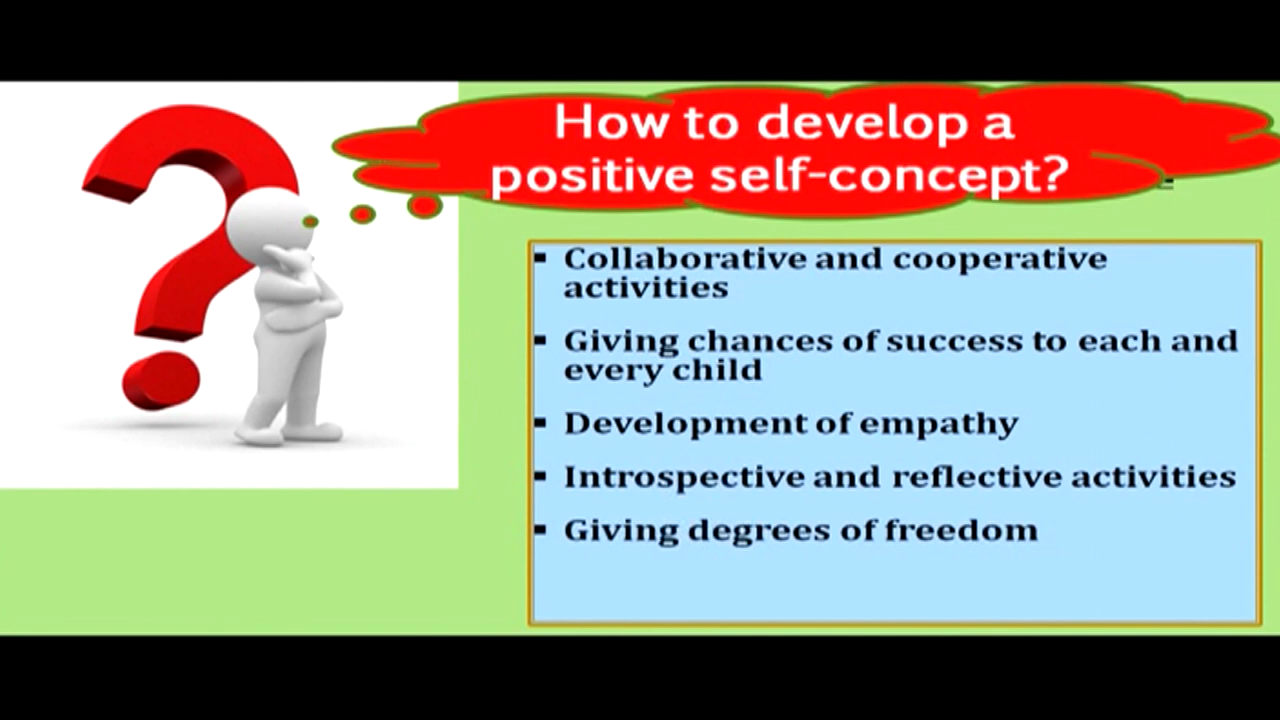 How to develop a
positive self-concept?
▪ Collaborative and cooperative
activities
▪ Giving chances of success to each and
every child
▪ Development of empathy
▪ Introspective and reflective activities
▪ Giving degrees of freedom